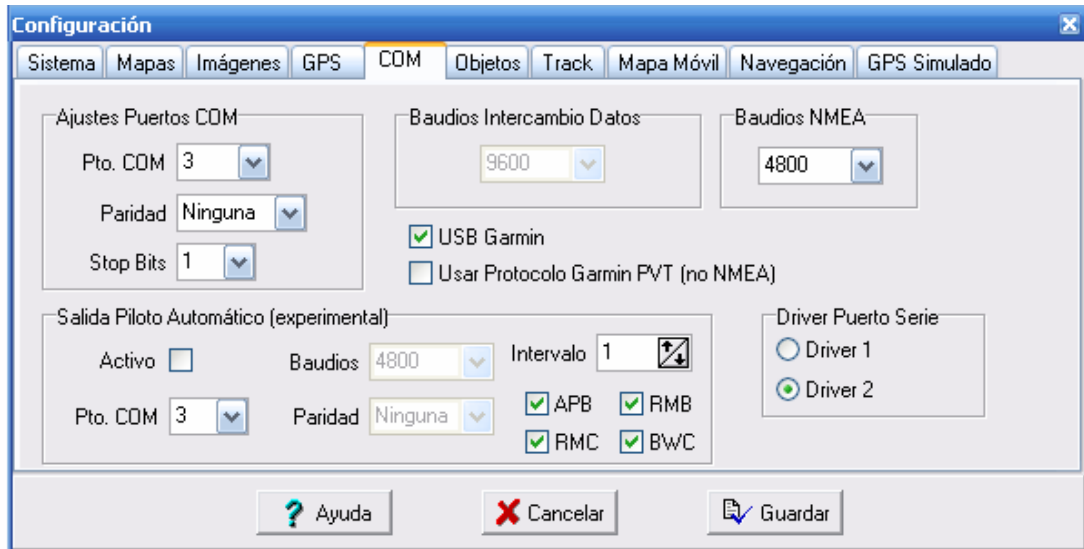 Configuración
Sistema Mapas Imágenes GPS COM Objetos Track Mapa Móvil Navegación GPS Simulado
Ajustes Puertos COM
Pto. COM 3
Paridad Ninguna
Stop Bits 1
Baudios Intercambio Datos
9600
Baudios NMEA
4800
USB Garmin
Usar Protocolo Garmin PVT (no NMEA)
Salida Piloto Automático (experimental)
Activo
Baudios 4800
Intervalo 1
Pto. COM 3
Paridad Ninguna
APB RMB
RMC BWC
Driver Puerto Serie
Driver 1
Driver 2
Ayuda Cancelar Guardar